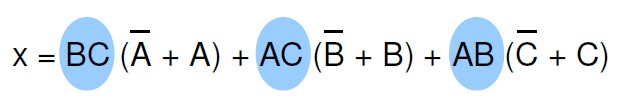 x = BC (A̅ + A) + AC (B̅ + B) + AB (C̅ + C)